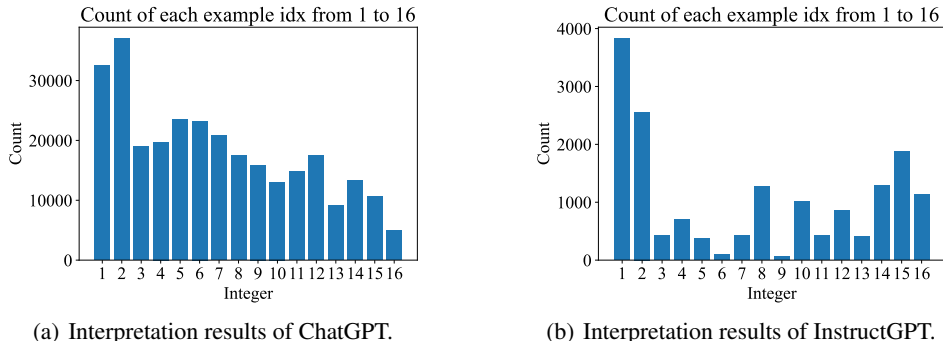 Count of each example idx from 1 to 16
30000
20000
10000
0
Count
1 2 3 4 5 6 7 8 9 10 11 12 13 14 15 16
Integer
(a) Interpretation results of ChatGPT.
Count of each example idx from 1 to 16
4000
3000
2000
1000
0
Count
1 2 3 4 5 6 7 8 9 10 11 12 13 14 15 16
Integer
(b) Interpretation results of InstructGPT.